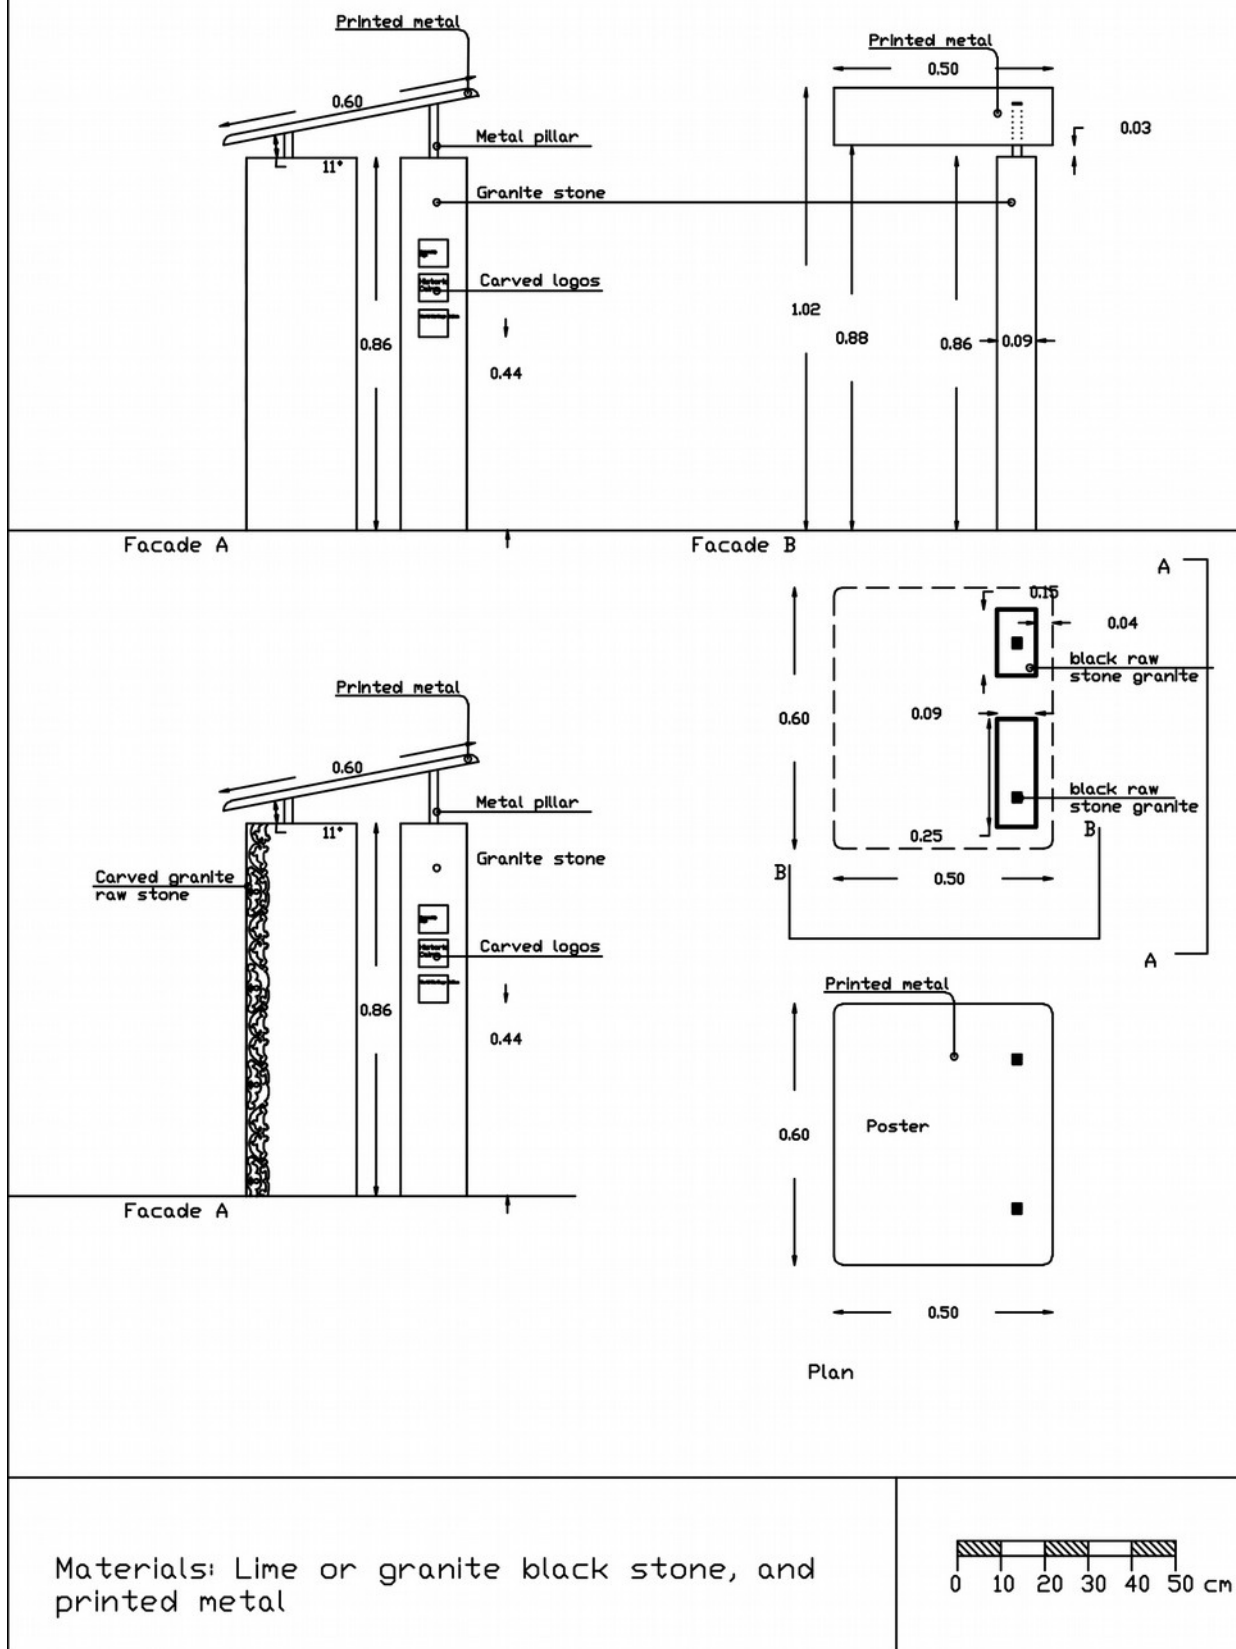 Printed metal
0.60
11°
Metal pillar
Granite stone
Carved logos
0.86
0.44
Facade A
Printed metal
0.50
0.03
1.02
0.88
0.86
0.09
Facade B
A
0.15
0.04
black raw
stone granite
0.60
0.09
black raw
stone granite
0.25
B
B
0.50
A
Printed metal
0.60
11°
Metal pillar
Carved granite
raw stone
Granite stone
Carved logos
0.86
0.44
Facade A
Printed metal
0.60
Poster
0.50
Plan
Materials: Lime or granite black stone, and
printed metal
0 10 20 30 40 50 cm